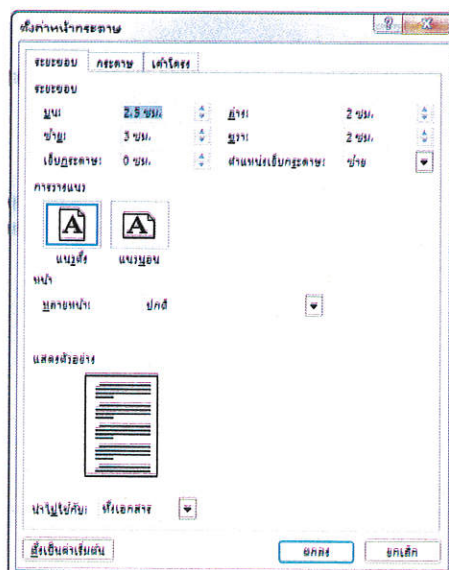 ตั้งค่าหน้ากระดาษ
ระยะขอบ กระดาษ เค้าโครง
ระยะขอบ
บน: 2.5 ซม. ล่าง: 2 ซม.
ซ้าย: 3 ซม. ขวา: 2 ซม.
เย็บกระดาษ: 0 ซม. ตำแหน่งเย็บกระดาษ: ซ้าย
การวางแนว
A A
แนวตั้ง แนวนอน
หน้า
หลายหน้า: ปกติ
แสดงตัวอย่าง
นำไปใช้กับ: ทั้งเอกสาร
ตั้งเป็นค่าเริ่มต้น ตกลง ยกเลิก